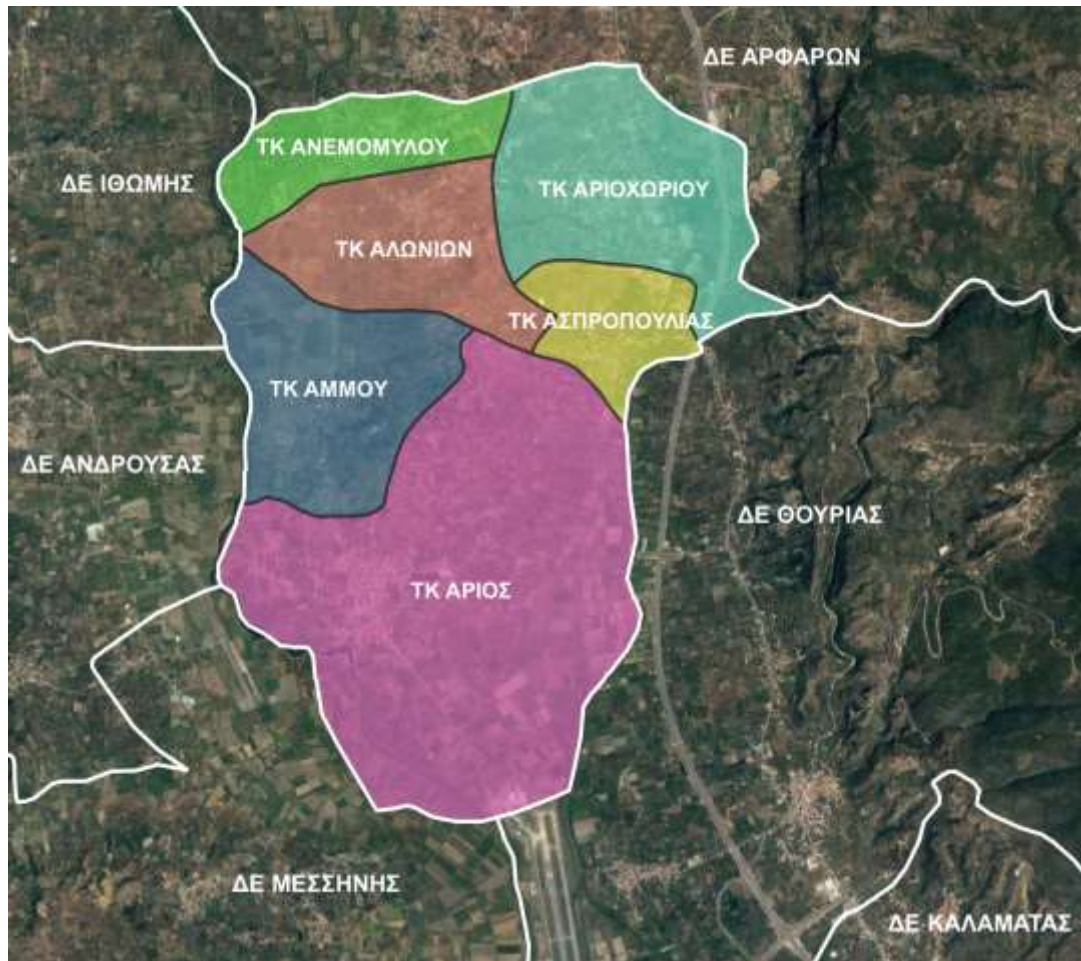 ΔΕ ΑΡΦΑΡΩΝ
ΤΚ ΑΝΕΜΟΜΥΛΟΥ
ΔΕ ΙΘΩΜΗΣ
ΤΚ ΑΡΙΟΧΩΡΙΟΥ
ΤΚ ΑΛΩΝΙΩΝ
ΤΚ ΑΣΠΡΟΠΟΥΛΙΑΣ
ΤΚ ΑΜΜΟΥ
ΔΕ ΑΝΔΡΟΥΣΑΣ
ΔΕ ΘΟΥΡΙΑΣ
ΤΚ ΑΡΙΟΣ
ΔΕ ΜΕΣΣΗΝΗΣ
ΔΕ ΚΑΛΑΜΑΤΑΣ